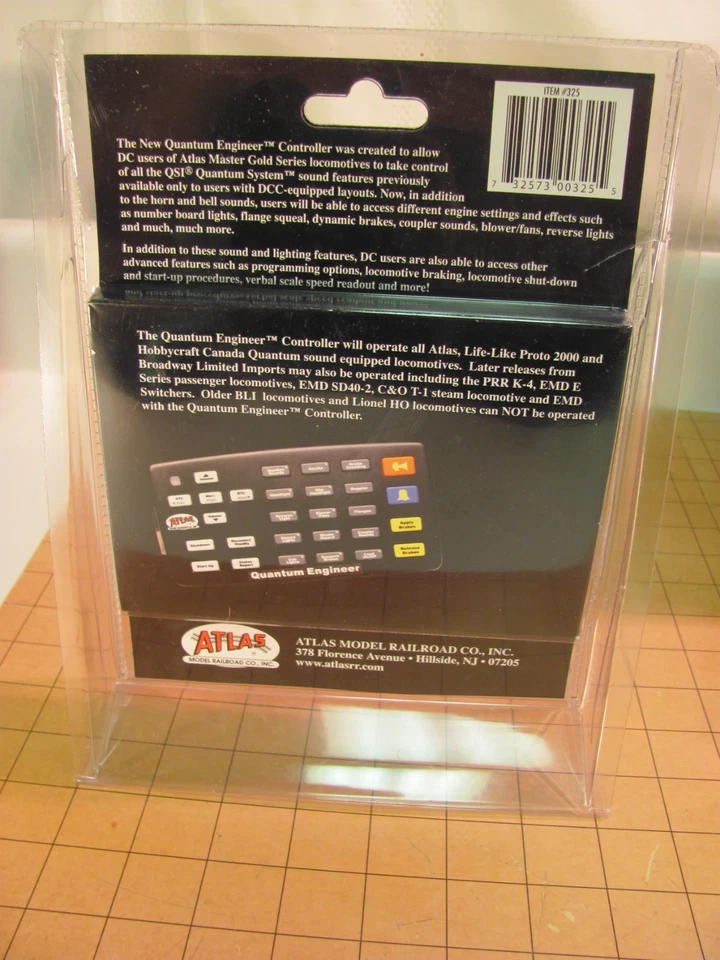 ITEM #325
7 32573 00325 5
The New Quantum Engineer™ Controller was created to allow
DC users of Atlas Master Gold Series locomotives to take control
of all the QSI® Quantum System™ sound features previously
available only to users with DCC-equipped layouts. Now, in addition
to the horn and bell sounds, users will be able to access different engine settings and effects such
as number board lights, flange squeal, dynamic brakes, coupler sounds, blower/fans, reverse lights
and much, much more.
In addition to these sound and lighting features, DC users are also able to access other
advanced features such as programming options, locomotive braking, locomotive shut-down
and start-up procedures, verbal scale speed readout and more!
The Quantum Engineer™ Controller will operate all Atlas, Life-Like Proto 2000 and
Hobbycraft Canada Quantum sound equipped locomotives. Later releases from
Broadway Limited Imports may also be operated including the PRR K-4, EMD E
Series passenger locomotives, EMD SD40-2, C&O T-1 steam locomotive and EMD
Switchers. Older BLI locomotives and Lionel HO locomotives can NOT be operated
with the Quantum Engineer™ Controller.
ATLAS
Apply
Brakes
Release
Brakes
Start Up
Quantum Engineer
ATLAS
®
MODEL RAILROAD CO., INC.
ATLAS MODEL RAILROAD CO., INC.
378 Florence Avenue • Hillside, NJ • 07205
www.atlasrr.com